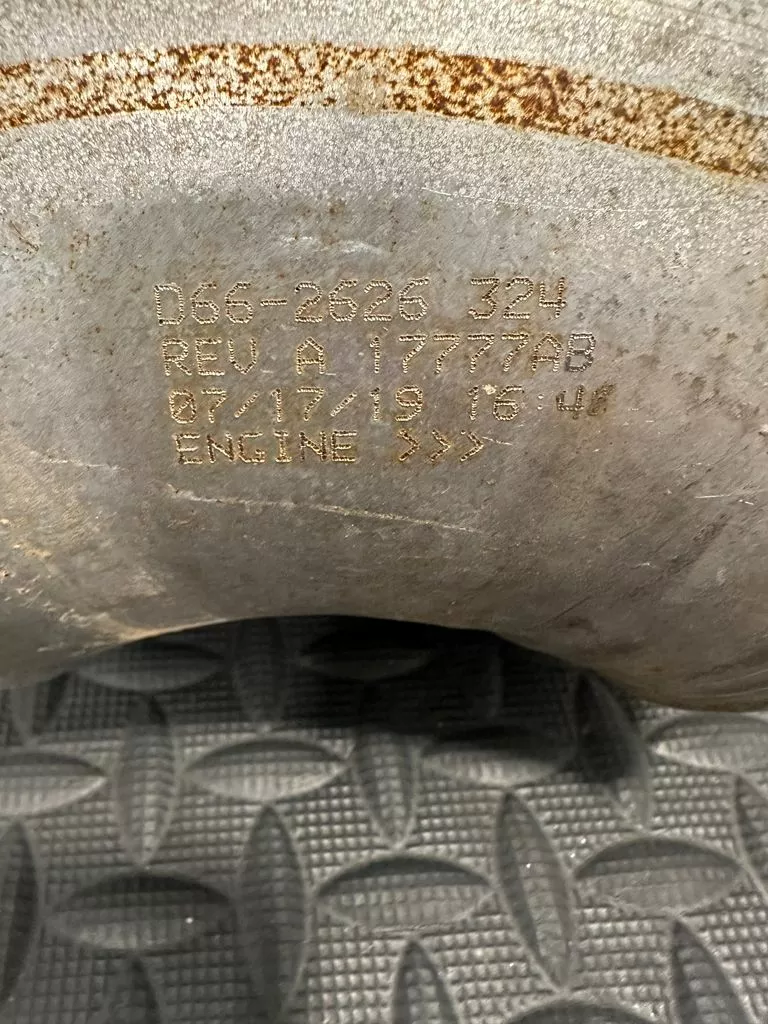 D66-2626 324
REV A 17777AB
07/17/19
ENGINE >>>